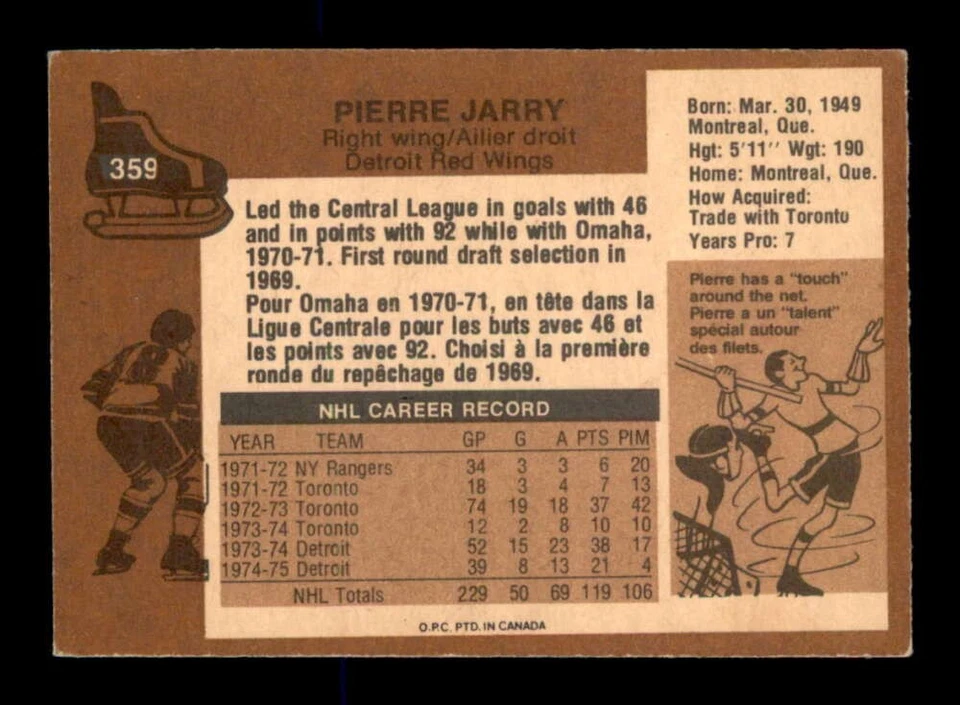 359
PIERRE JARRY
Right wing/Ailier droit
Detroit Red Wings
Born: Mar. 30, 1949
Montreal, Que.
Hgt: 5'11'' Wgt: 190
Home: Montreal, Que.
How Acquired:
Trade with Toronto
Years Pro: 7
Led the Central League in goals with 46
and in points with 92 while with Omaha,
1970-71. First round draft selection in
1969.
Pour Omaha en 1970-71, en tête dans la
Ligue Centrale pour les buts avec 46 et
les points avec 92. Choisi à la première
ronde du repêchage de 1969.
Pierre has a "touch"
around the net.
Pierre a un "talent"
spécial autour
des filets.
NHL CAREER RECORD
YEAR TEAM GP G A PTS PIM
1971-72 NY Rangers 34 3 3 6 20
1971-72 Toronto 18 3 4 7 13
1972-73 Toronto 74 19 18 37 42
1973-74 Toronto 12 2 8 10 10
1973-74 Detroit 52 15 23 38 17
1974-75 Detroit 39 8 13 21 4
NHL Totals 229 50 69 119 106
O.P.C. PTD. IN CANADA